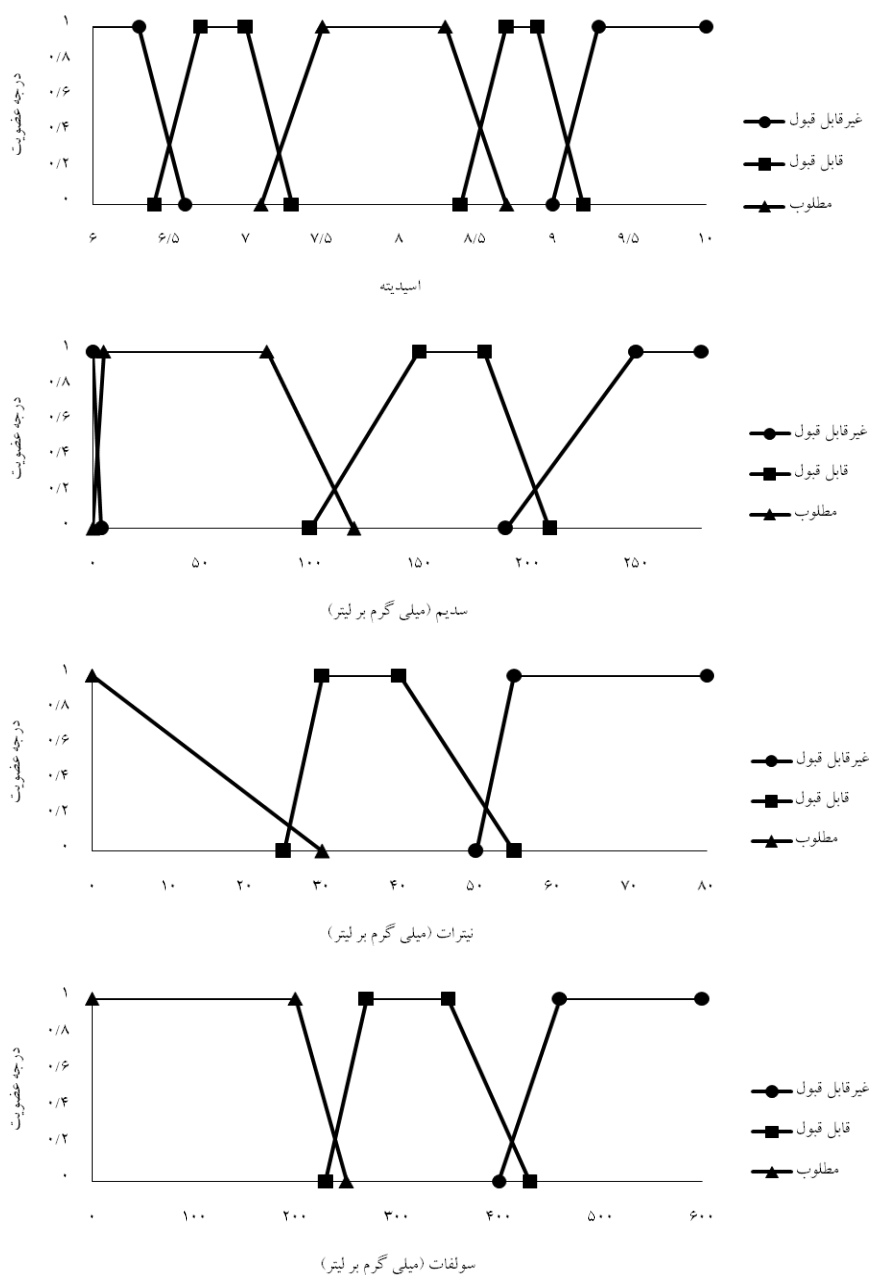 درجه عضویت
۱
۰/۸
۰/۶
۰/۴
۰/۲
۰
۶ ۶/۵ ۷ ۷/۵ ۸ ۸/۵ ۹ ۹/۵ ۱۰
اسیدیته
غیرقابل قبول
قابل قبول
مطلوب
درجه عضویت
۱
۰/۸
۰/۶
۰/۴
۰/۲
۰
۰ ۵۰ ۱۰۰ ۱۵۰ ۲۰۰ ۲۵۰
سدیم (میلی گرم بر لیتر)
غیرقابل قبول
قابل قبول
مطلوب
درجه عضویت
۱
۰/۸
۰/۶
۰/۴
۰/۲
۰
۰ ۱۰ ۲۰ ۳۰ ۴۰ ۵۰ ۶۰ ۷۰ ۸۰
نیترات (میلی گرم بر لیتر)
غیرقابل قبول
قابل قبول
مطلوب
درجه عضویت
۱
۰/۸
۰/۶
۰/۴
۰/۲
۰
۰ ۱۰۰ ۲۰۰ ۳۰۰ ۴۰۰ ۵۰۰ ۶۰۰
سولفات (میلی گرم بر لیتر)
غیرقابل قبول
قابل قبول
مطلوب